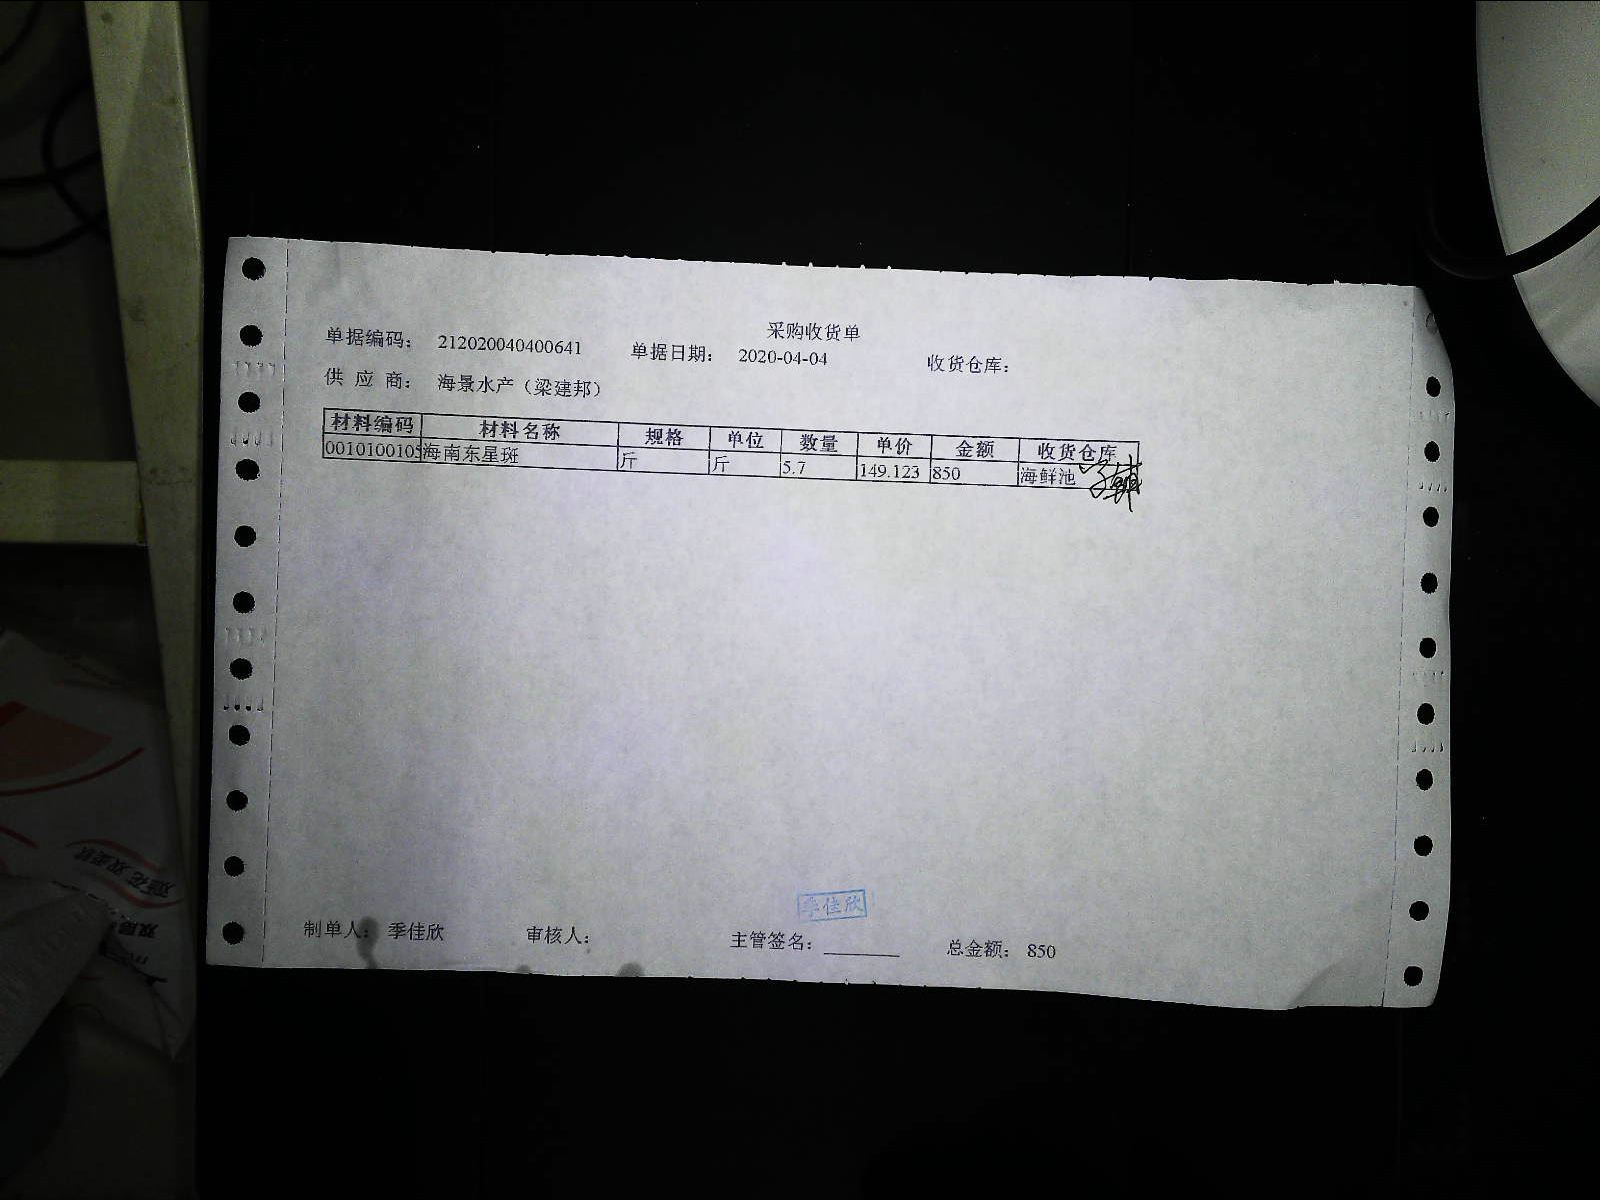 采购收货单
单据编码： 212020040400641 单据日期： 2020-04-04 收货仓库：
供 应 商： 海景水产（梁建邦）
材料编码 材料名称 规格 单位 数量 单价 金额 收货仓库
0010100105 海南东星斑 斤 斤 5.7 149.123 850 海鲜池
季佳欣
制单人： 季佳欣 审核人： 主管签名： 总金额： 850